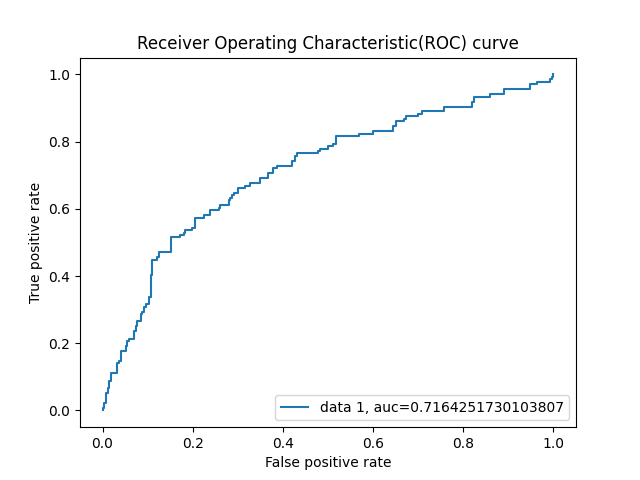 Receiver Operating Characteristic(ROC) curve
1.0
0.8
0.6
0.4
0.2
0.0
True positive rate
data 1, auc=0.7164251730103807
0.0 0.2 0.4 0.6 0.8 1.0
False positive rate